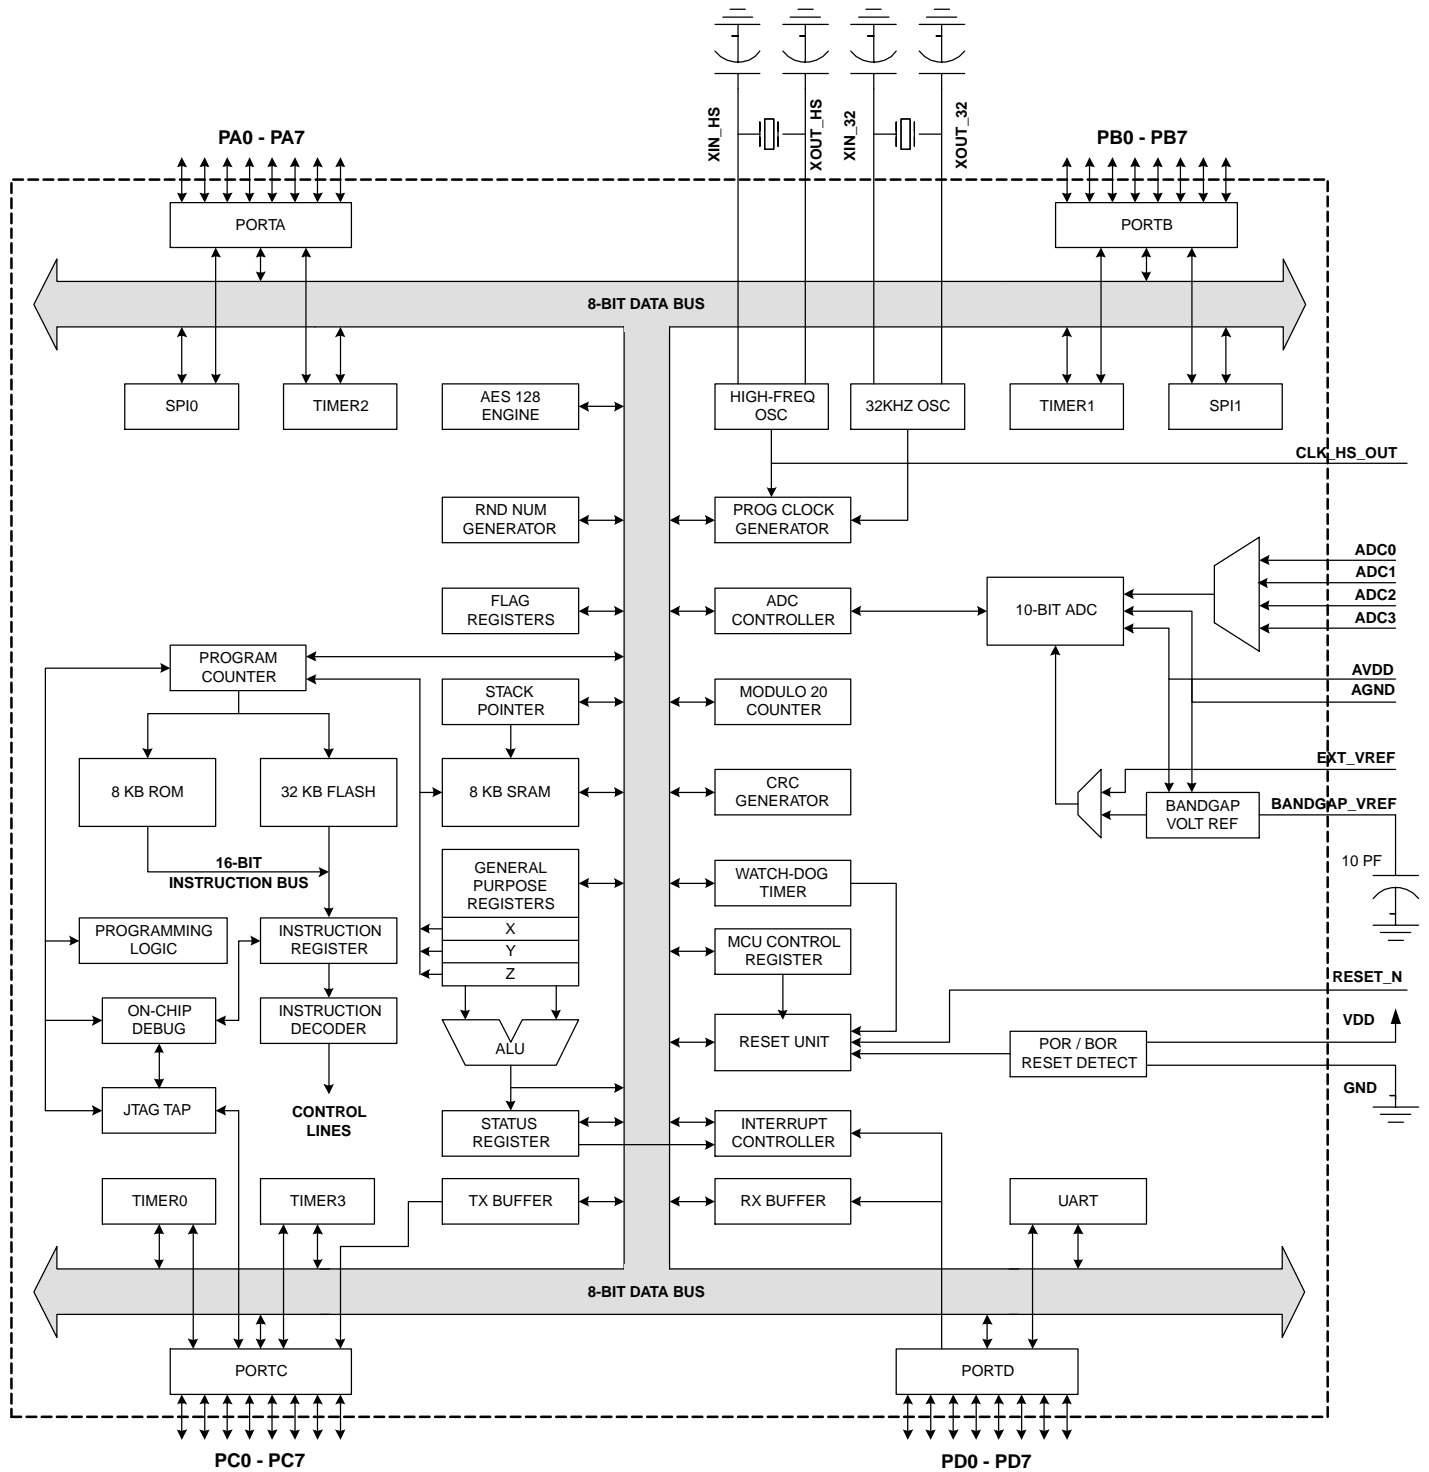 XIN_HS
XOUT_HS
XIN_32
XOUT_32
PA0 - PA7
PB0 - PB7
PORTA
PORTB
8-BIT DATA BUS
SPI0
TIMER2
AES 128
ENGINE
HIGH-FREQ
OSC
32KHZ OSC
TIMER1
SPI1
CLK_HS_OUT
RND NUM
GENERATOR
PROG CLOCK
GENERATOR
ADC0
ADC1
ADC2
ADC3
FLAG
REGISTERS
ADC
CONTROLLER
10-BIT ADC
PROGRAM
COUNTER
STACK
POINTER
MODULO 20
COUNTER
AVDD
AGND
8 KB ROM
32 KB FLASH
8 KB SRAM
CRC
GENERATOR
EXT_VREF
BANDGAP
VOLT REF
BANDGAP_VREF
16-BIT
INSTRUCTION BUS
GENERAL
PURPOSE
REGISTERS
X
Y
Z
WATCH-DOG
TIMER
10 PF
PROGRAMMING
LOGIC
INSTRUCTION
REGISTER
MCU CONTROL
REGISTER
RESET_N
ON-CHIP
DEBUG
INSTRUCTION
DECODER
ALU
RESET UNIT
POR / BOR
RESET DETECT
VDD
GND
JTAG TAP
CONTROL
LINES
STATUS
REGISTER
INTERRUPT
CONTROLLER
TIMER0
TIMER3
TX BUFFER
RX BUFFER
UART
8-BIT DATA BUS
PORTC
PORTD
PC0 - PC7
PD0 - PD7